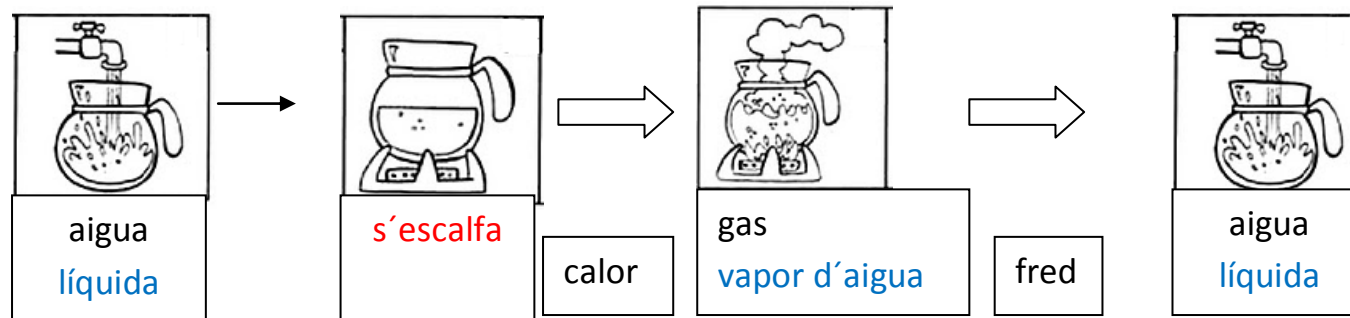 aigua
líquida
s´escalfa
calor
gas
vapor d´aigua
fred
aigua
líquida